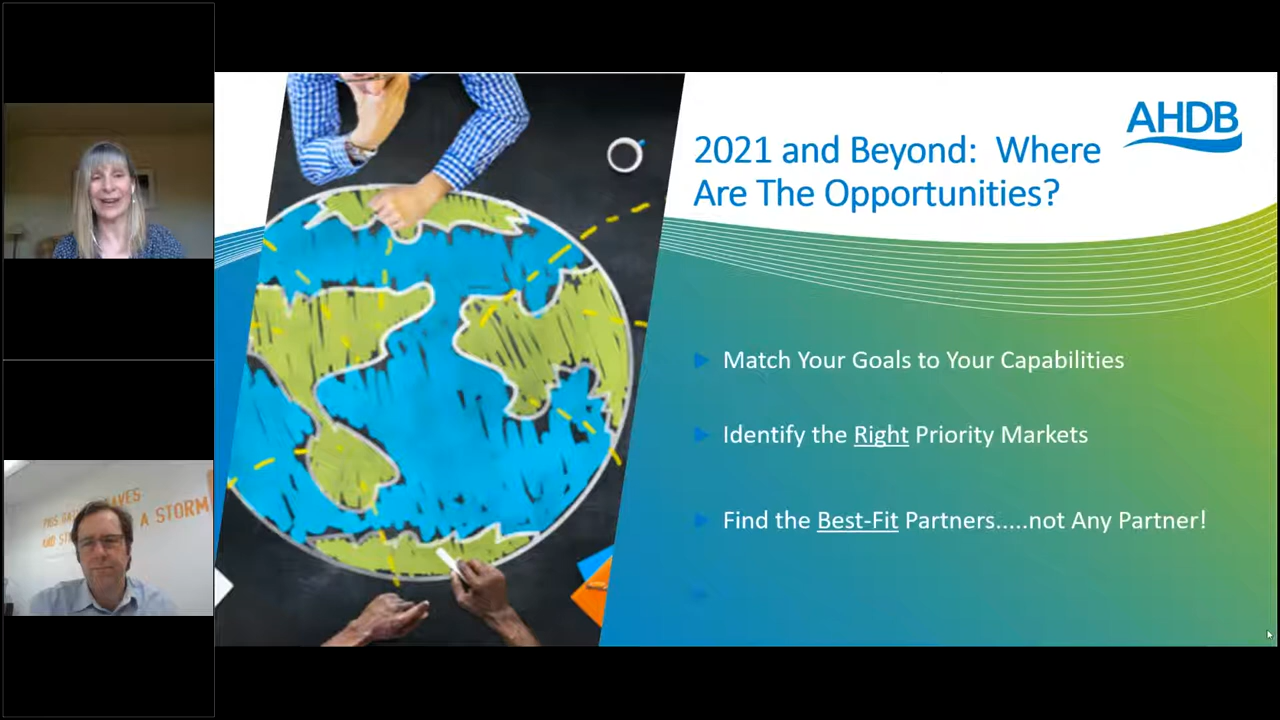 AHDB
2021 and Beyond: Where
Are The Opportunities?
Match Your Goals to Your Capabilities
Identify the Right Priority Markets
Find the Best-Fit Partners.....not Any Partner!
A STORM